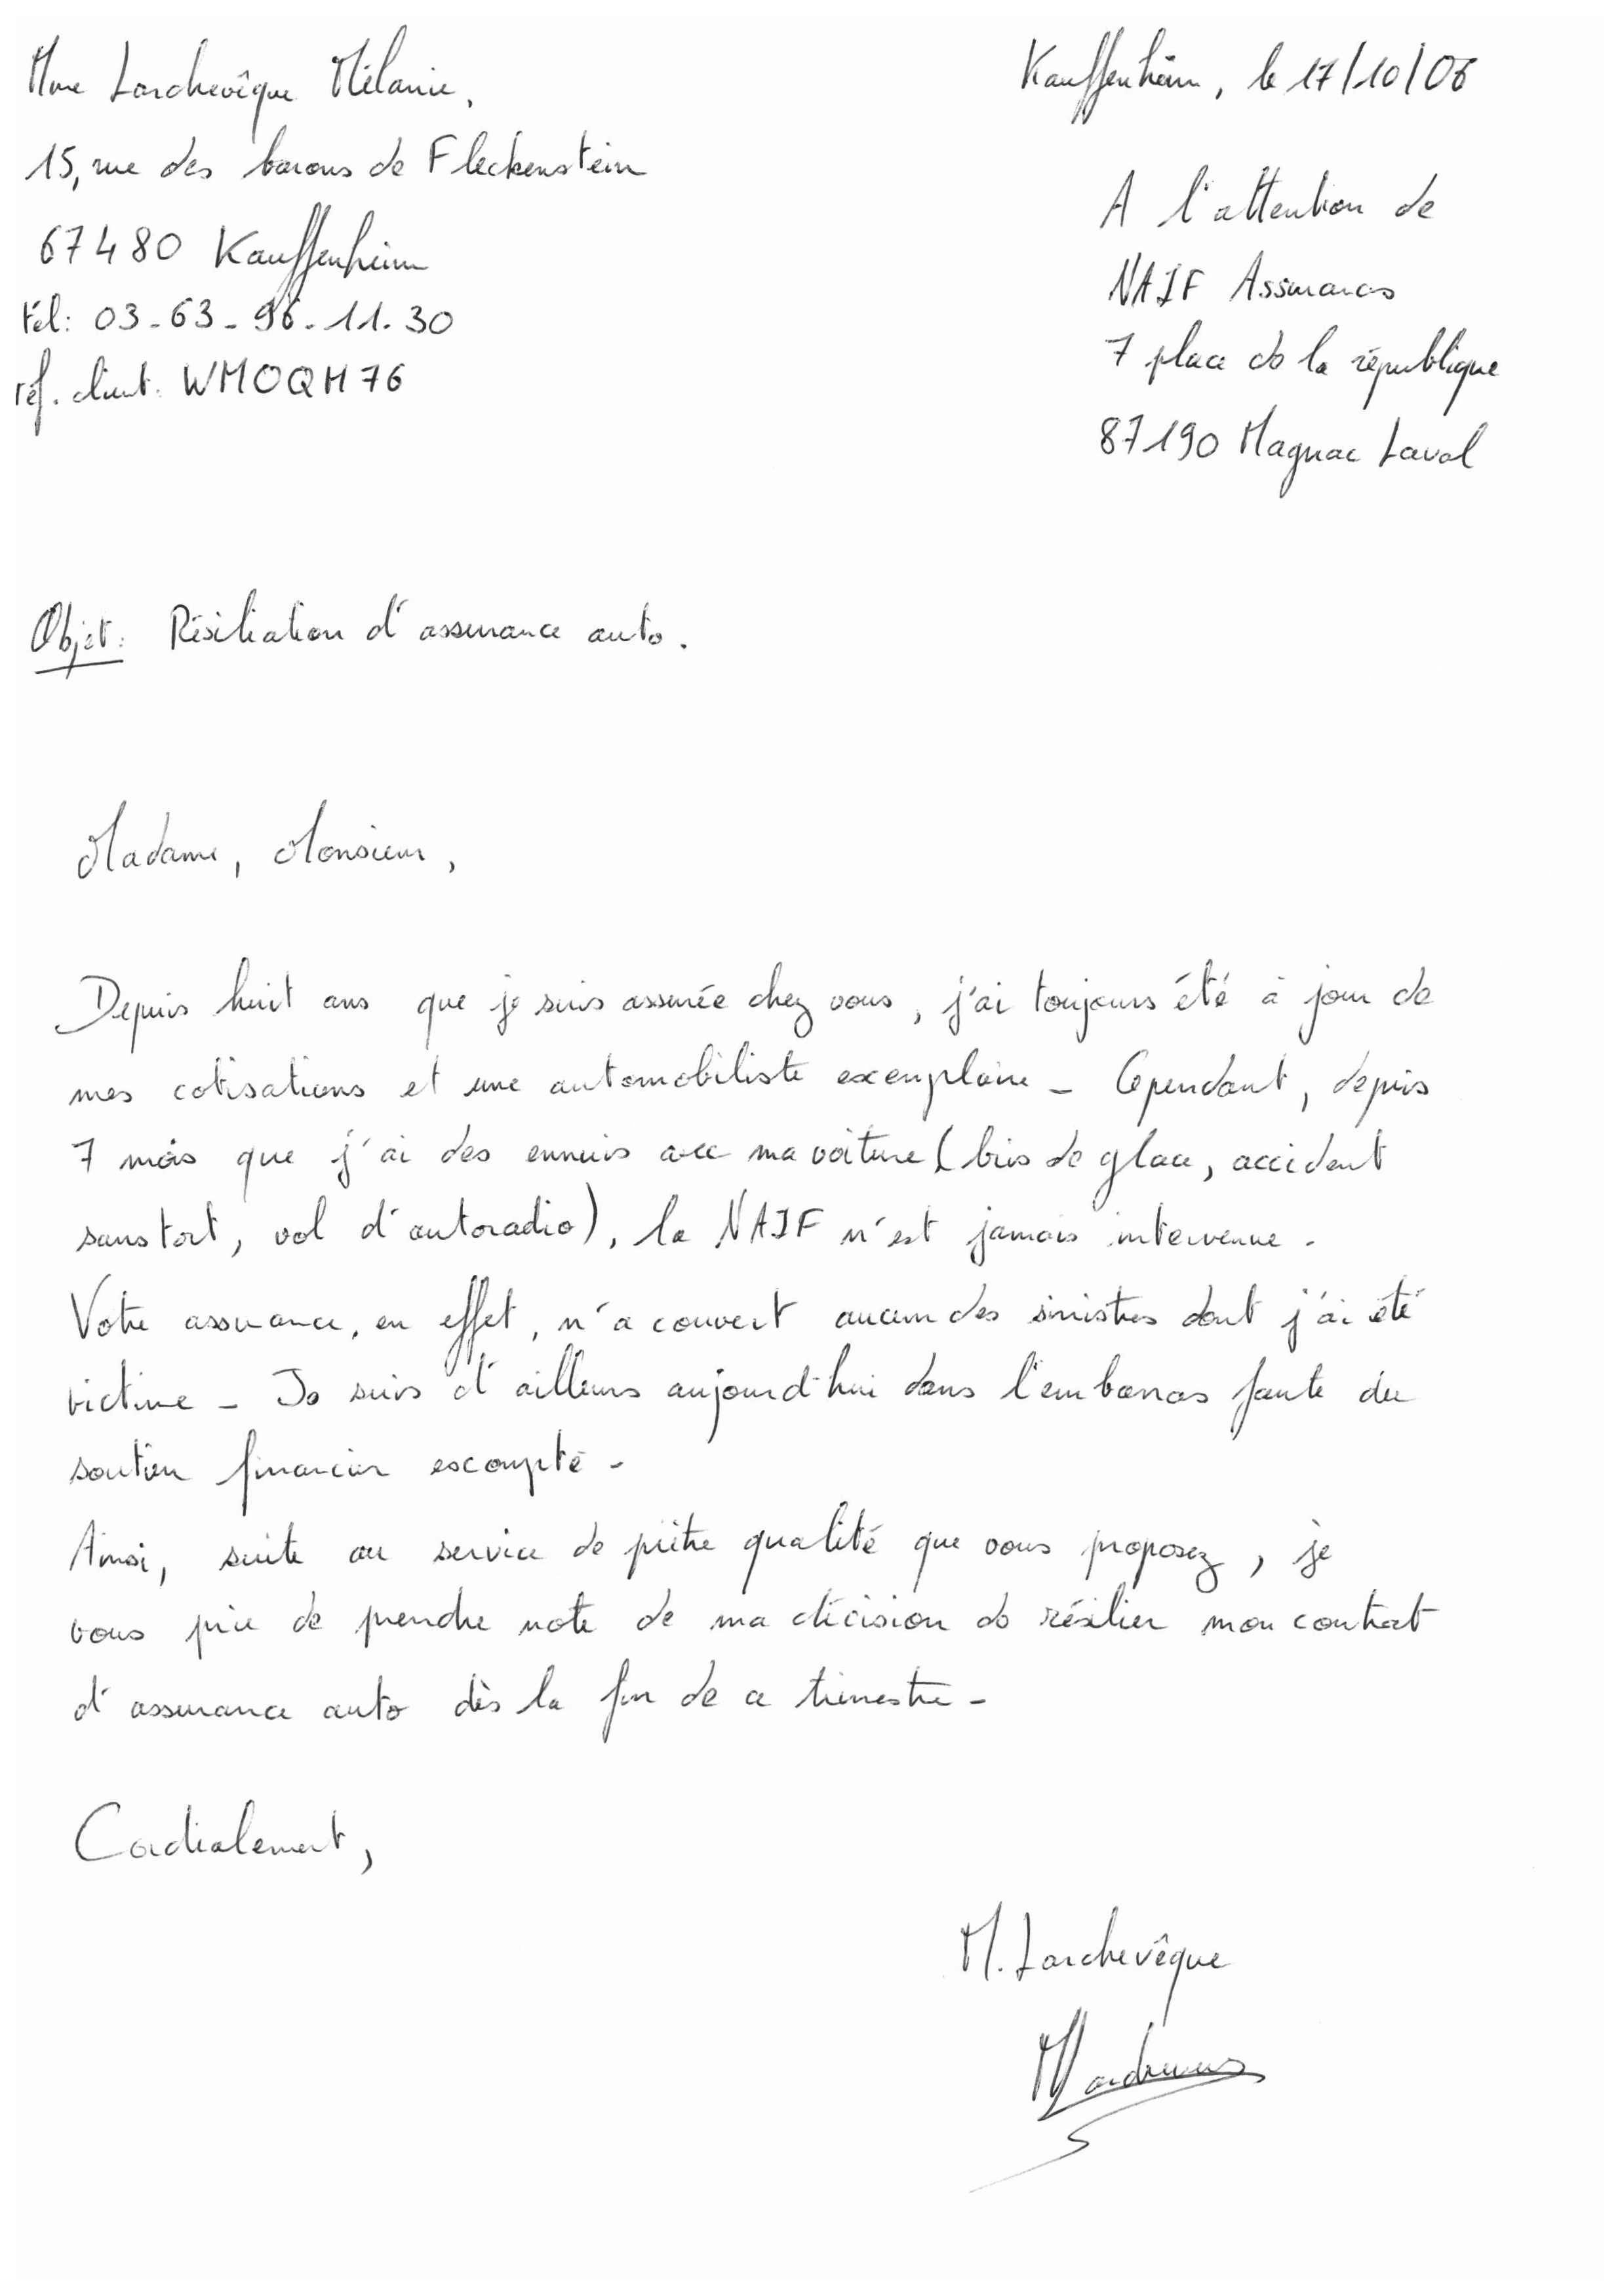 Mme Larchevêque Mélanie,
15, rue des barons de Fleckenstein
67480 Kauffenheim
tél: 03-63-96-11-30
réf. client: WMOQM76
Kauffenheim, le 17/10/06
A l'attention de
NAIF Assurances
7 place de la république
87190 Magnac Laval
Objet: Résiliation d'assurance auto.
Madame, Monsieur,
Depuis huit ans que je suis assurée chez vous, j'ai toujours été à jour de
mes cotisations et une automobiliste exemplaire - Cependant, depuis
7 mois que j'ai des ennuis avec ma voiture (bris de glace, accident
sans tort, vol d'autoradio), la NAIF n'est jamais intervenue.
Votre assurance, en effet, n'a couvert aucun des sinistres dont j'ai été
victime - Je suis d'ailleurs aujourd'hui dans l'embarras faute du
soutien financier escompté -
Ainsi, suite au service de piètre qualité que vous proposez, je
vous prie de prendre note de ma décision de résilier mon contrat
d'assurance auto dès la fin de ce trimestre -
Cordialement,
M. Larchevêque